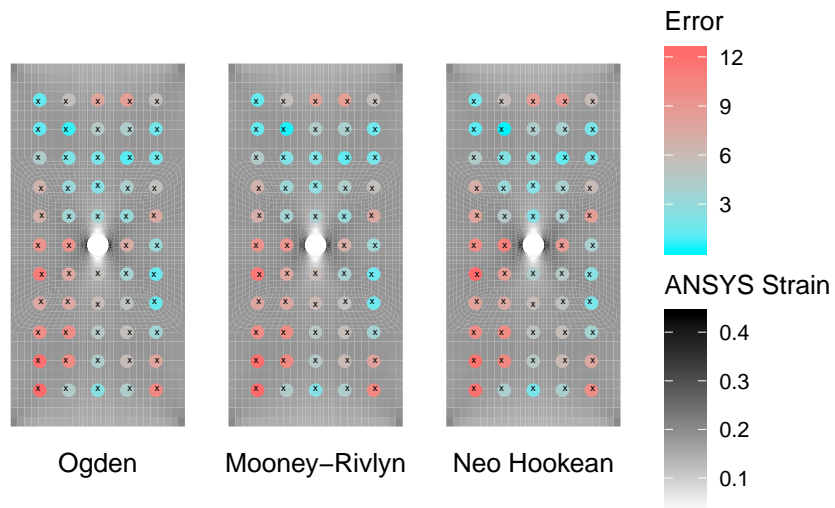 Error
12
9
6
3
ANSYS Strain
0.4
0.3
0.2
0.1
Ogden
Mooney−Rivlyn
Neo Hookean